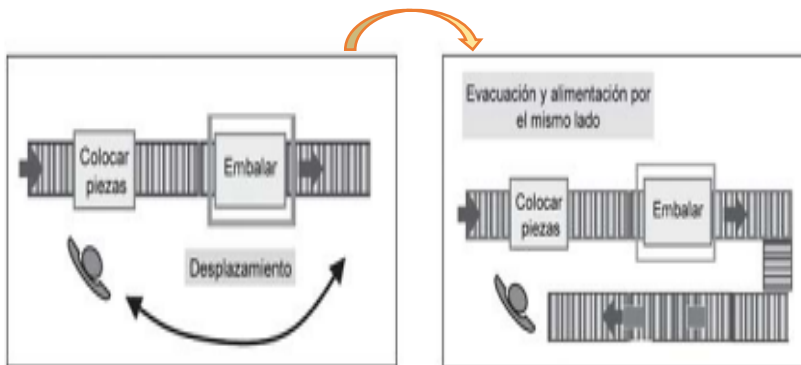 Colocar
piezas
Embalar
Desplazamiento
Evacuación y alimentación por
el mismo lado
Colocar
piezas
Embalar